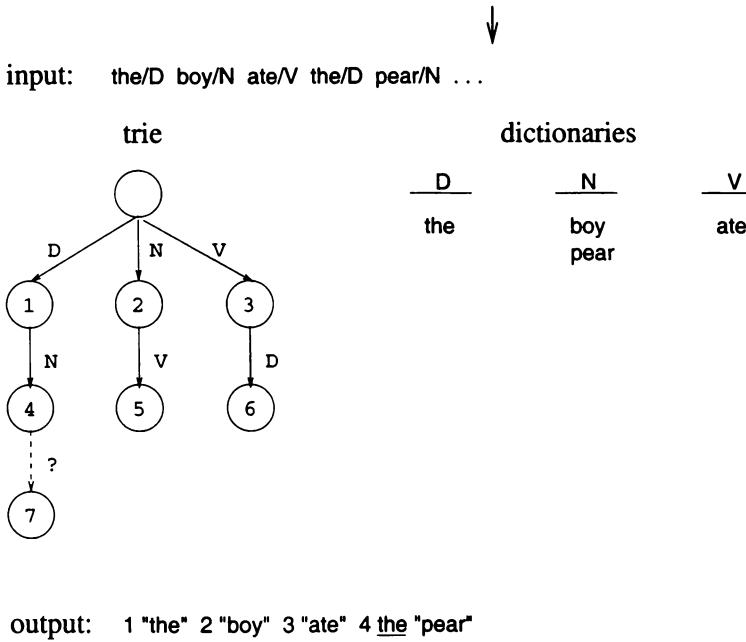 input: the/D boy/N ate/V the/D pear/N ...
trie
dictionaries
D N V
the boy ate
pear
D N V
1 2 3
N V D
4 5 6
?
7
output: 1 "the" 2 "boy" 3 "ate" 4 the "pear"